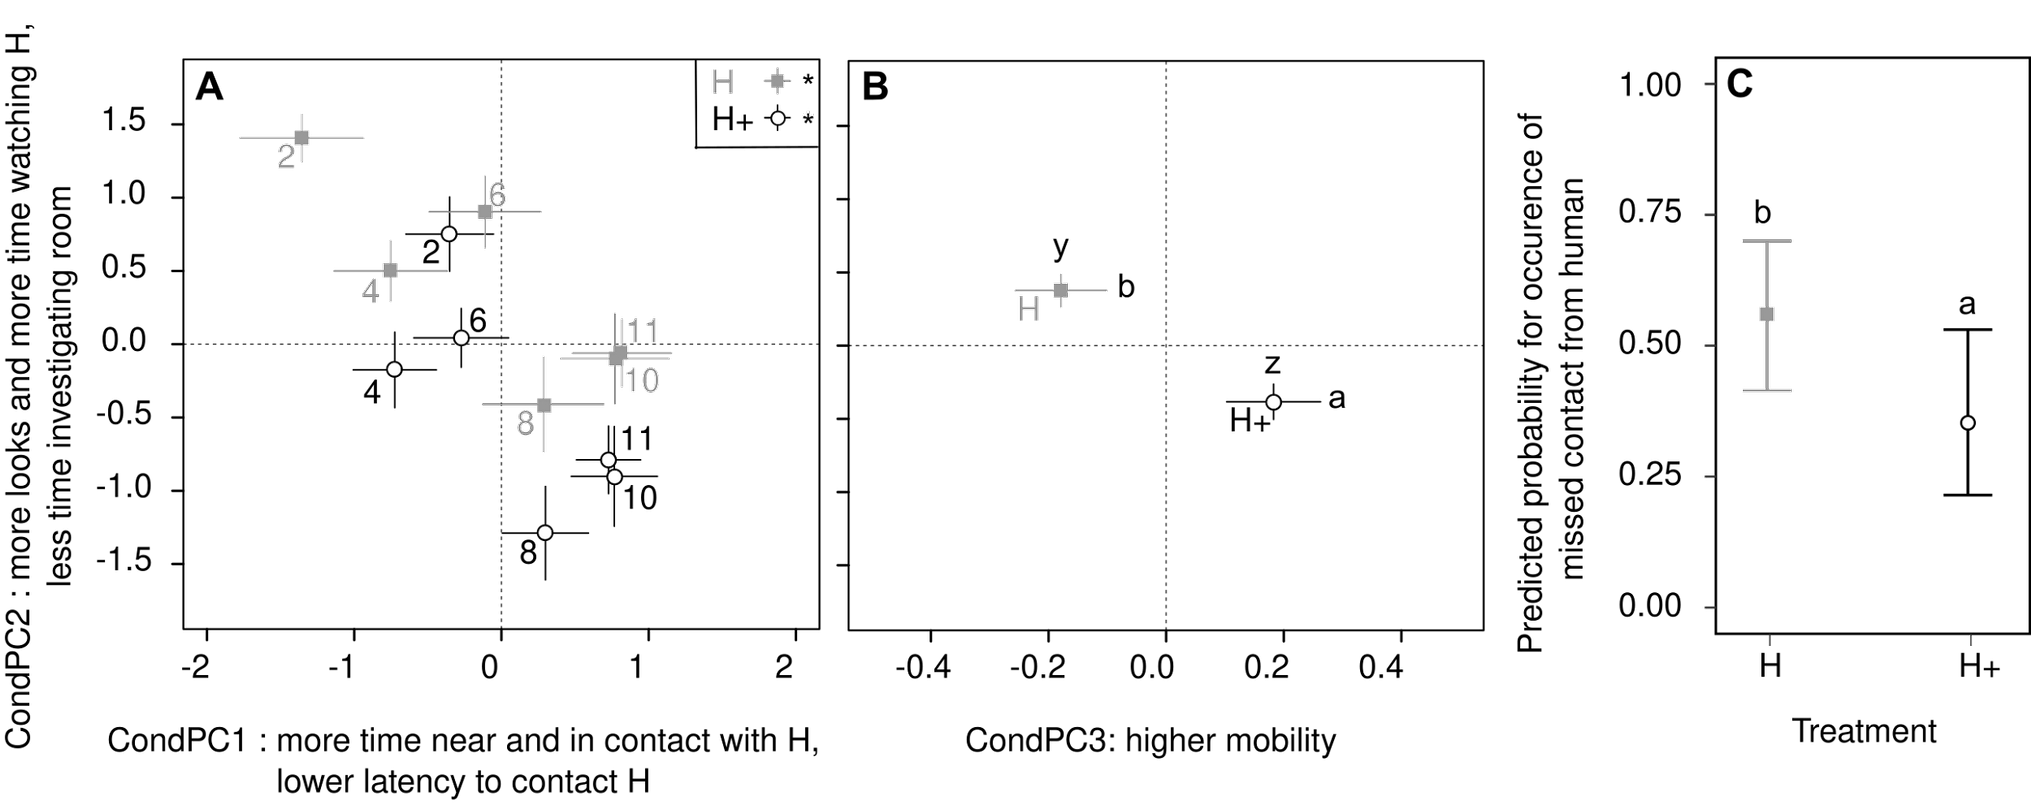 CondPC2 : more looks and more time watching H,
less time investigating room
A
H *
H+ *
1.5
1.0
0.5
0.0
-0.5
-1.0
-1.5
2
6
2
4
6
4
11
10
8
11
10
8
-2 -1 0 1 2
CondPC1 : more time near and in contact with H,
lower latency to contact H
B
y
H b
z
H+ a
-0.4 -0.2 0.0 0.2 0.4
CondPC3: higher mobility
Predicted probability for occurrence of
missed contact from human
C
1.00
0.75
0.50
0.25
0.00
b
a
H H+
Treatment